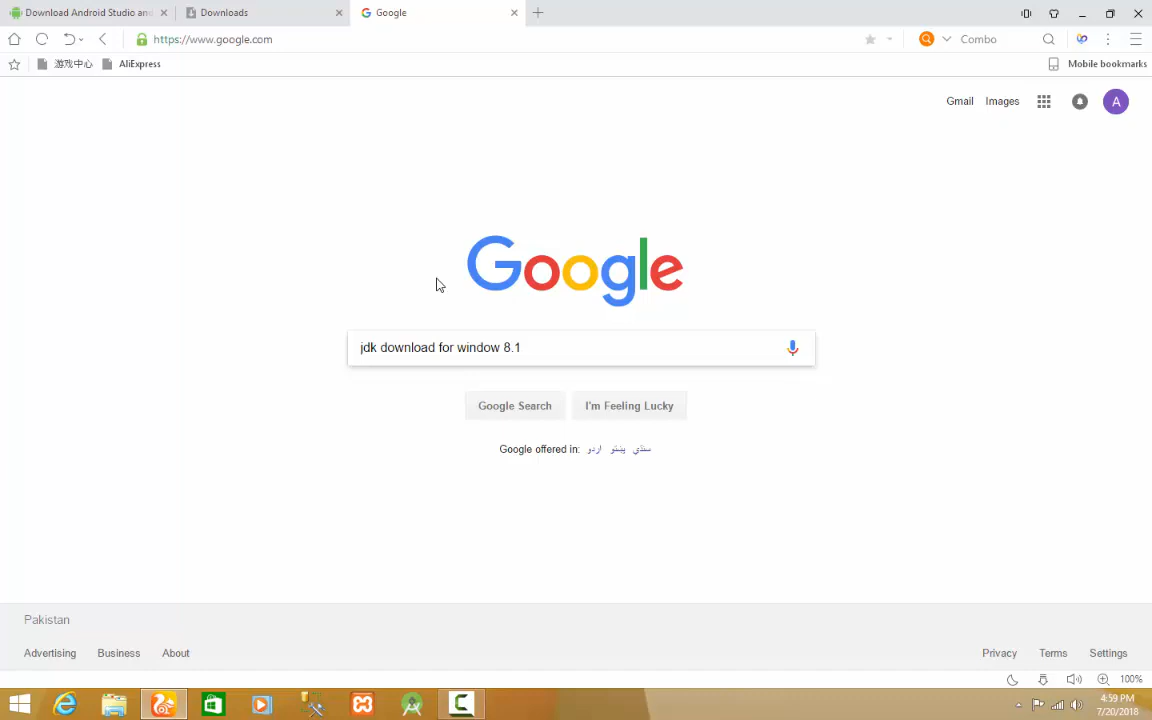 Download Android Studio and
Downloads
Google
https://www.google.com
Combo
游戏中心
AliExpress
Mobile bookmarks
Gmail
Images
A
Google
jdk download for window 8.1
Google Search
I'm Feeling Lucky
Google offered in: اردو پښتو سنڌي
Pakistan
Advertising
Business
About
Privacy
Terms
Settings
100%
4:59 PM
7/20/2018